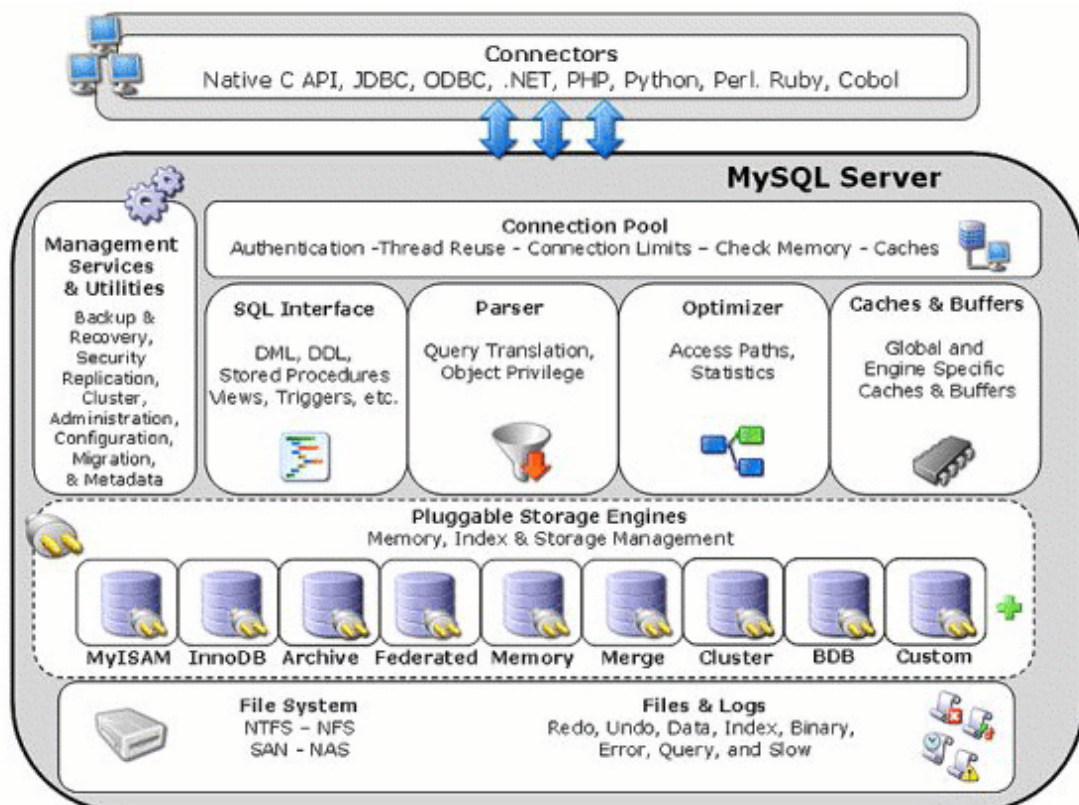 Connectors
Native C API, JDBC, ODBC, .NET, PHP, Python, Perl. Ruby, Cobol
MySQL Server
Management
Services
& Utilities
Backup &
Recovery,
Security
Replication,
Cluster,
Administration,
Configuration,
Migration,
& Metadata
Connection Pool
Authentication -Thread Reuse - Connection Limits – Check Memory - Caches
SQL Interface
DML, DDL,
Stored Procedures
Views, Triggers, etc.
Parser
Query Translation,
Object Privilege
Optimizer
Access Paths,
Statistics
Caches & Buffers
Global and
Engine Specific
Caches & Buffers
Pluggable Storage Engines
Memory, Index & Storage Management
MyISAM
InnoDB
Archive
Federated
Memory
Merge
Cluster
BDB
Custom
File System
NTFS – NFS
SAN - NAS
Files & Logs
Redo, Undo, Data, Index, Binary,
Error, Query, and Slow